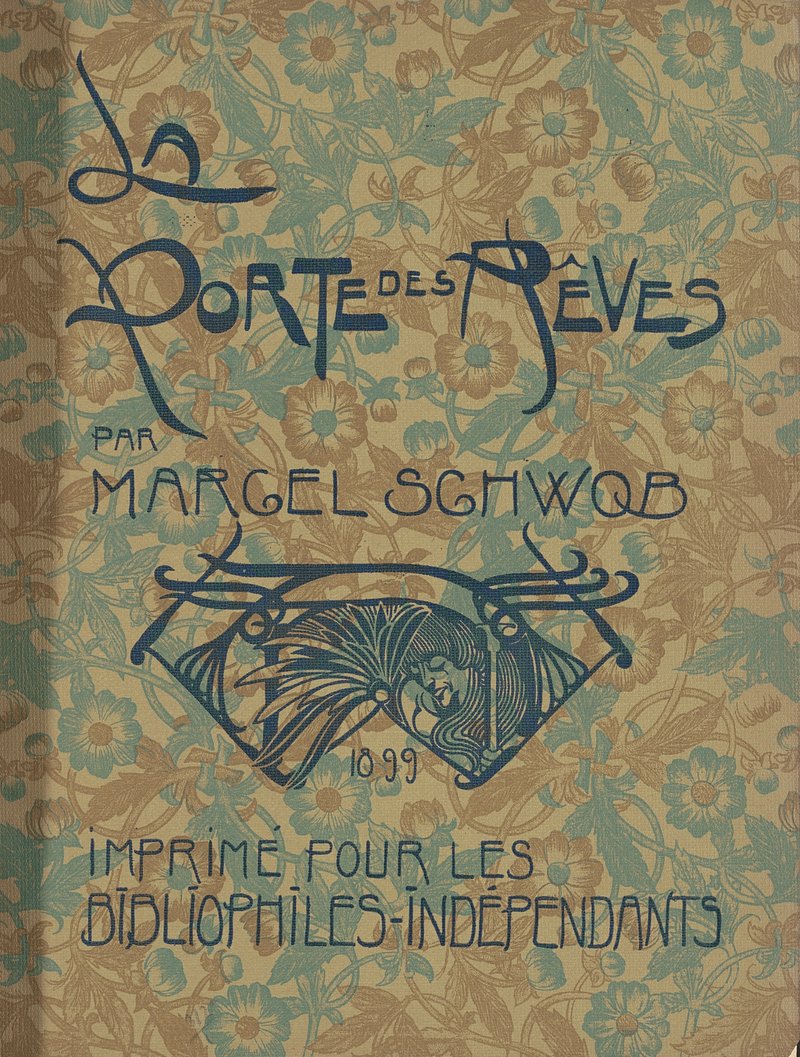 La
PORTE DES RÊVES
PAR
MARCEL SCHWOB
1899
iMPRiMÉ POUR LES
BIBLIOPHILES-INDÉPENDANTS